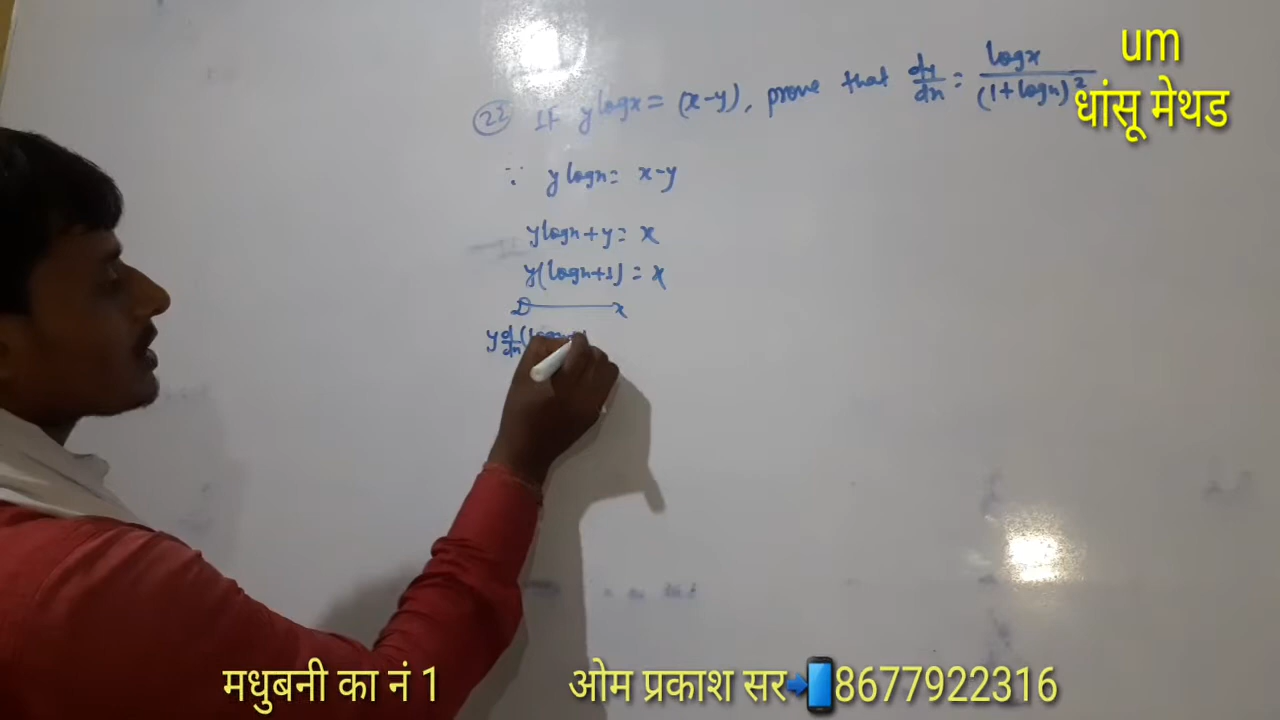 um
धांसू मेथड
(22) If y logx = (x-y), prove that dy/dx = logx/(1+logx)²
∵ y logx = x-y
y logx + y = x
y(logx+1) = x
D x
y d/dx (logx
मधुबनी का नं 1 ओम प्रकाश सर 8677922316